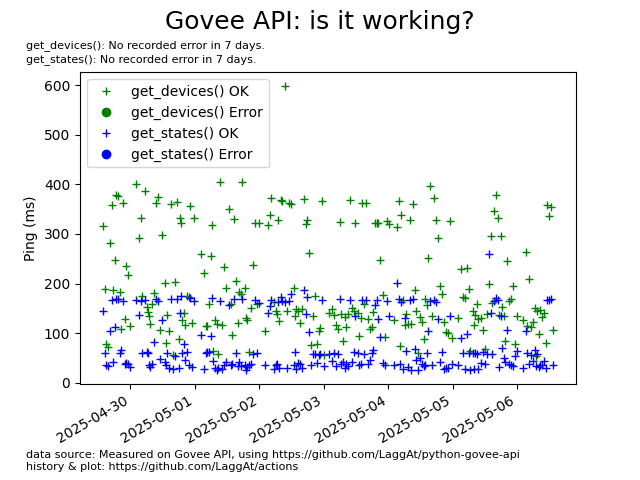 Govee API: is it working?
get_devices(): No recorded error in 7 days.
get_states(): No recorded error in 7 days.
get_devices() OK
get_devices() Error
get_states() OK
get_states() Error
Ping (ms)
600
500
400
300
200
100
0
2025-04-30
2025-05-01
2025-05-02
2025-05-03
2025-05-04
2025-05-05
2025-05-06
data source: Measured on Govee API, using https://github.com/LaggAt/python-govee-api
history & plot: https://github.com/LaggAt/actions